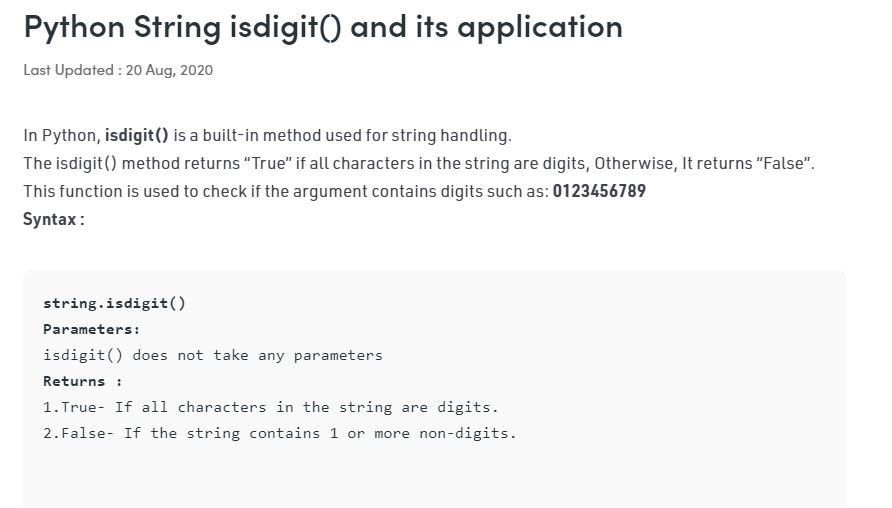 Python String isdigit() and its application
Last Updated : 20 Aug, 2020
In Python, isdigit() is a built-in method used for string handling.
The isdigit() method returns “True” if all characters in the string are digits, Otherwise, It returns “False”.
This function is used to check if the argument contains digits such as: 0123456789
Syntax :
string.isdigit()
Parameters:
isdigit() does not take any parameters
Returns :
1.True- If all characters in the string are digits.
2.False- If the string contains 1 or more non-digits.